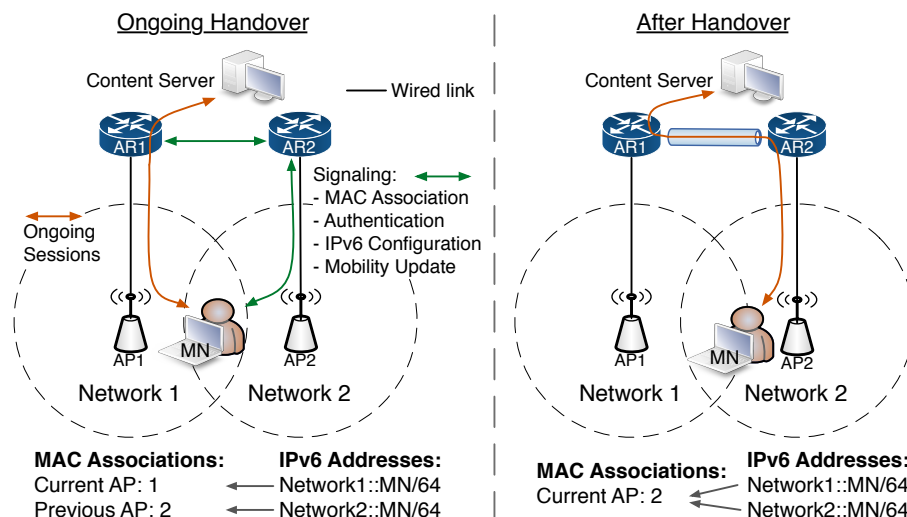 Ongoing Handover
Content Server
Wired link
AR1
AR2
Signaling:
- MAC Association
- Authentication
- IPv6 Configuration
- Mobility Update
Ongoing
Sessions
MN
AP1
AP2
Network 1
Network 2
MAC Associations:
Current AP: 1
Previous AP: 2
IPv6 Addresses:
Network1::MN/64
Network2::MN/64
After Handover
Content Server
AR1
AR2
MN
AP1
AP2
Network 1
Network 2
MAC Associations:
Current AP: 2
IPv6 Addresses:
Network1::MN/64
Network2::MN/64